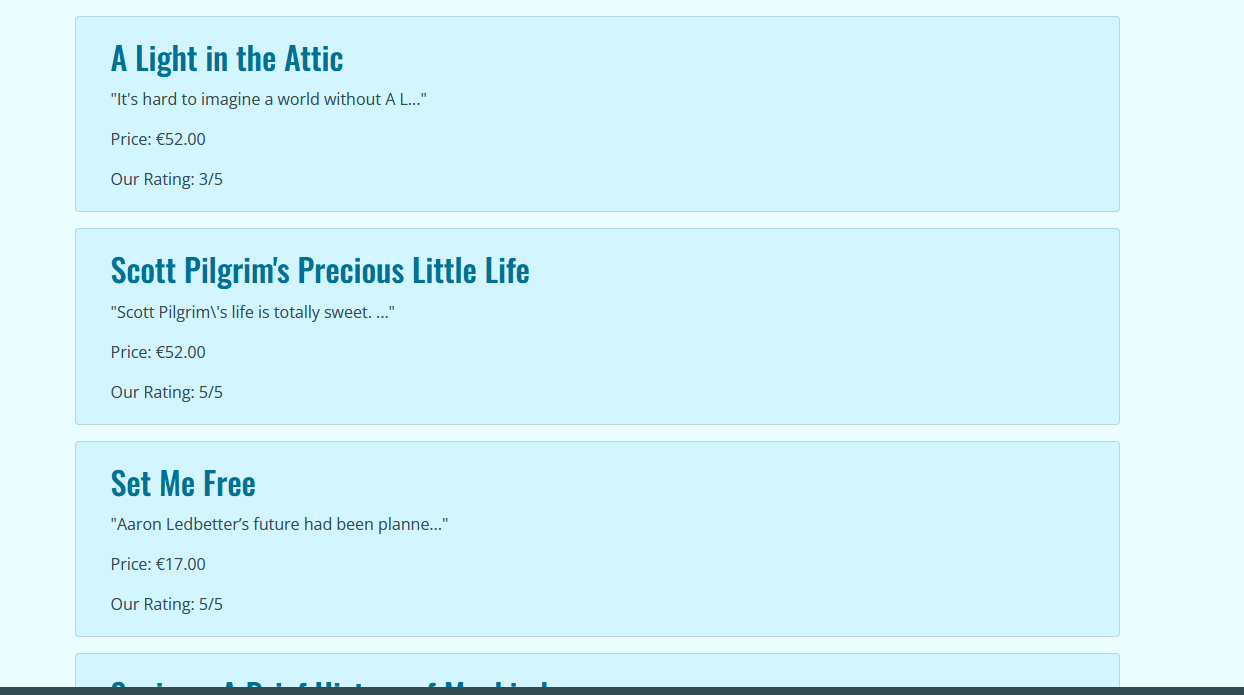 A Light in the Attic
"It's hard to imagine a world without A L..."
Price: €52.00
Our Rating: 3/5
Scott Pilgrim's Precious Little Life
"Scott Pilgrim\'s life is totally sweet. ..."
Price: €52.00
Our Rating: 5/5
Set Me Free
"Aaron Ledbetter’s future had been planne..."
Price: €17.00
Our Rating: 5/5